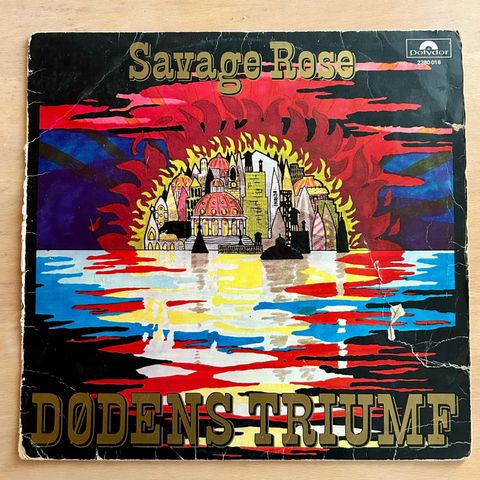 Savage Rose
polydor
2380 016
DØDENS TRIUMF